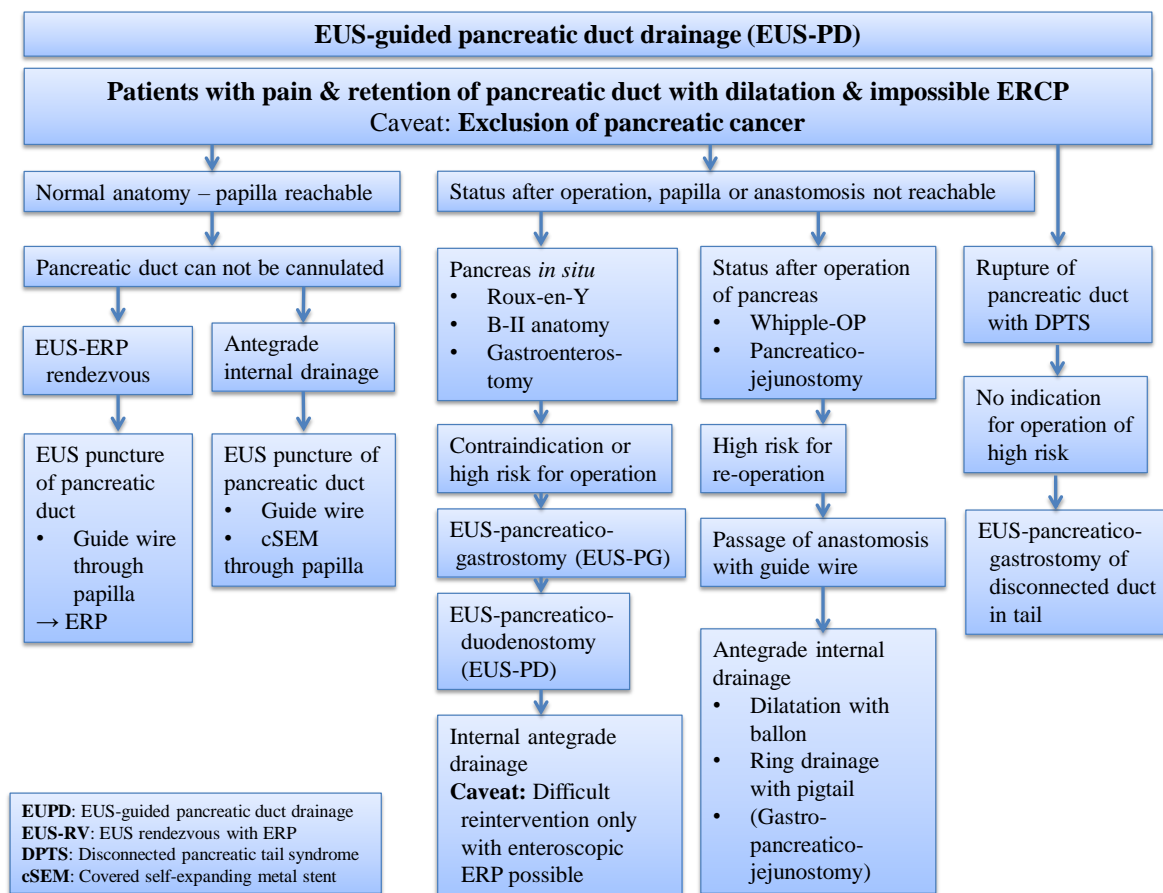 EUS-guided pancreatic duct drainage (EUS-PD)
Patients with pain & retention of pancreatic duct with dilatation & impossible ERCP
Caveat: Exclusion of pancreatic cancer
Normal anatomy – papilla reachable
Pancreatic duct can not be cannulated
EUS-ERP
rendezvous
EUS puncture
of pancreatic
duct
• Guide wire
through
papilla
→ ERP
Antegrade
internal drainage
EUS puncture of
pancreatic duct
• Guide wire
• cSEM
through papilla
Status after operation, papilla or anastomosis not reachable
Pancreas in situ
• Roux-en-Y
• B-II anatomy
• Gastroenteros-
tomy
Contraindication or
high risk for operation
EUS-pancreatico-
gastrostomy (EUS-PG)
EUS-pancreatico-
duodenostomy
(EUS-PD)
Internal antegrade
drainage
Caveat: Difficult
reintervention only
with enteroscopic
ERP possible
Status after operation
of pancreas
• Whipple-OP
• Pancreatico-
jejunostomy
High risk for
re-operation
Passage of anastomosis
with guide wire
Antegrade internal
drainage
• Dilatation with
ballon
• Ring drainage
with pigtail
• (Gastro-
pancreatico-
jejunostomy)
Rupture of
pancreatic duct
with DPTS
No indication
for operation of
high risk
EUS-pancreatico-
gastrostomy of
disconnected duct
in tail
EUPD: EUS-guided pancreatic duct drainage
EUS-RV: EUS rendezvous with ERP
DPTS: Disconnected pancreatic tail syndrome
cSEM: Covered self-expanding metal stent